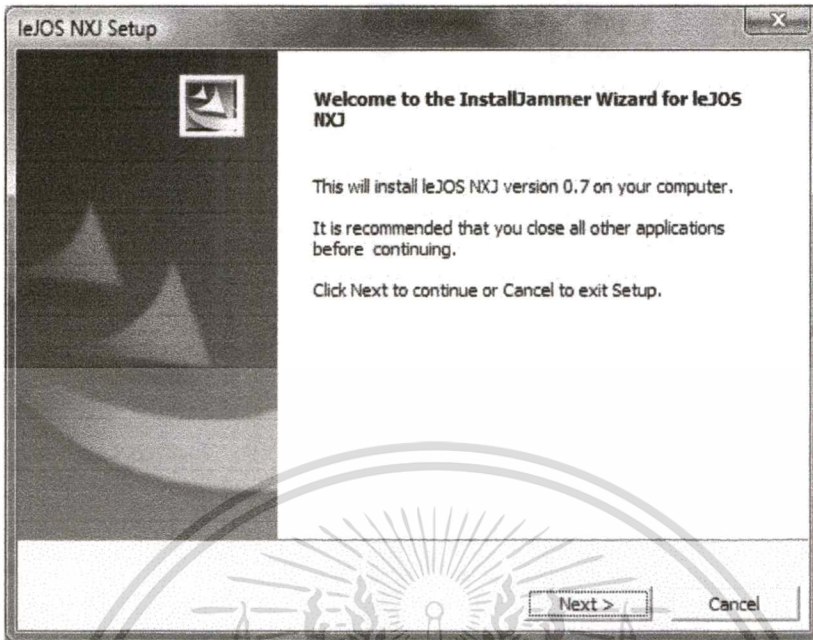 leJOS NXJ Setup
Welcome to the InstallJammer Wizard for leJOS
NXJ
This will install leJOS NXJ version 0.7 on your computer.
It is recommended that you close all other applications
before continuing.
Click Next to continue or Cancel to exit Setup.
Next >
Cancel